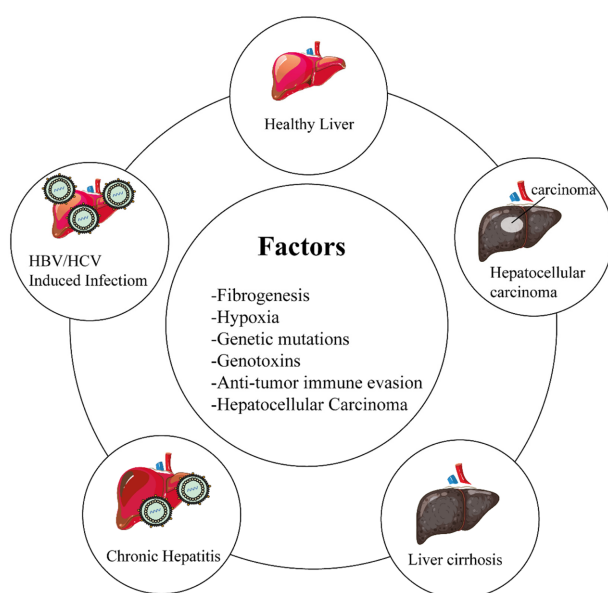 Healthy Liver
carcinoma
Hepatocellular
carcinoma
HBV/HCV
Induced Infectiom
Factors
-Fibrogenesis
-Hypoxia
-Genetic mutations
-Genotoxins
-Anti-tumor immune evasion
-Hepatocellular Carcinoma
Chronic Hepatitis
Liver cirrhosis